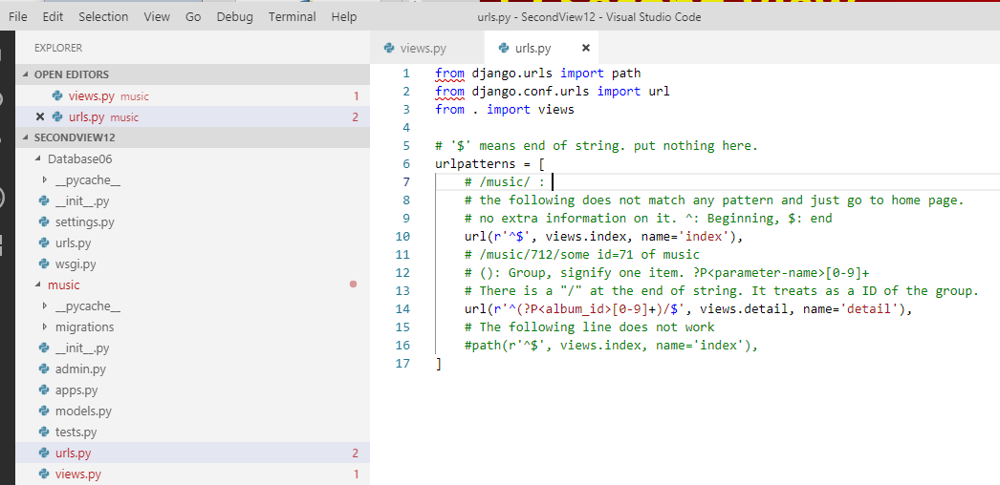 File Edit Selection View Go Debug Terminal Help urls.py - SecondView12 - Visual Studio Code
EXPLORER
OPEN EDITORS
views.py music 1
urls.py music 2
SECONDVIEW12
Database06
__pycache__
__init__.py
settings.py
urls.py
wsgi.py
music
__pycache__
migrations
__init__.py
admin.py
apps.py
models.py
tests.py
urls.py 2
views.py 1
views.py urls.py
1 from django.urls import path
2 from django.conf.urls import url
3 from . import views
4
5 # '$' means end of string. put nothing here.
6 urlpatterns = [
7 # /music/ :
8 # the following does not match any pattern and just go to home page.
9 # no extra information on it. ^: Beginning, $: end
10 url(r'^$', views.index, name='index'),
11 # /music/712/some id=71 of music
12 # (): Group, signify one item. ?P<parameter-name>[0-9]+
13 # There is a "/" at the end of string. It treats as a ID of the group.
14 url(r'^(?P<album_id>[0-9]+)/$', views.detail, name='detail'),
15 # The following line does not work
16 #path(r'^$', views.index, name='index'),
17 ]